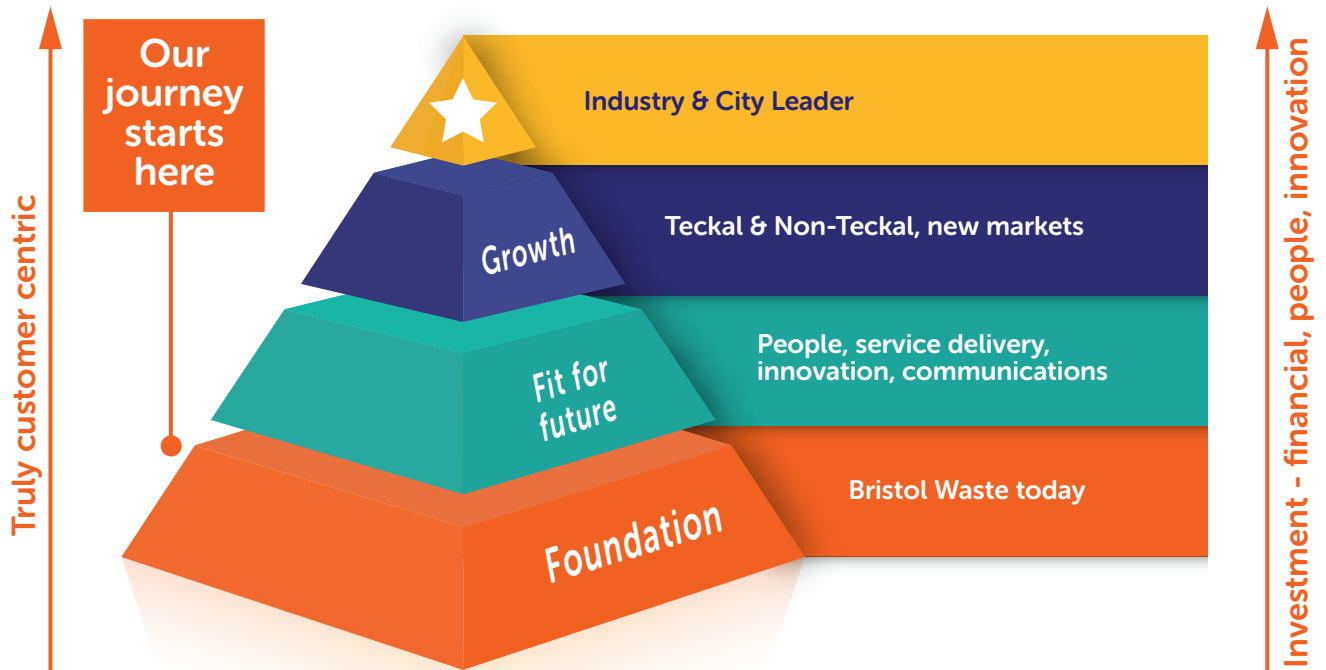 Truly customer centric
Our
journey
starts
here
Industry & City Leader
Growth
Teckal & Non-Teckal, new markets
Fit for
future
People, service delivery,
innovation, communications
Foundation
Bristol Waste today
Investment - financial, people, innovation